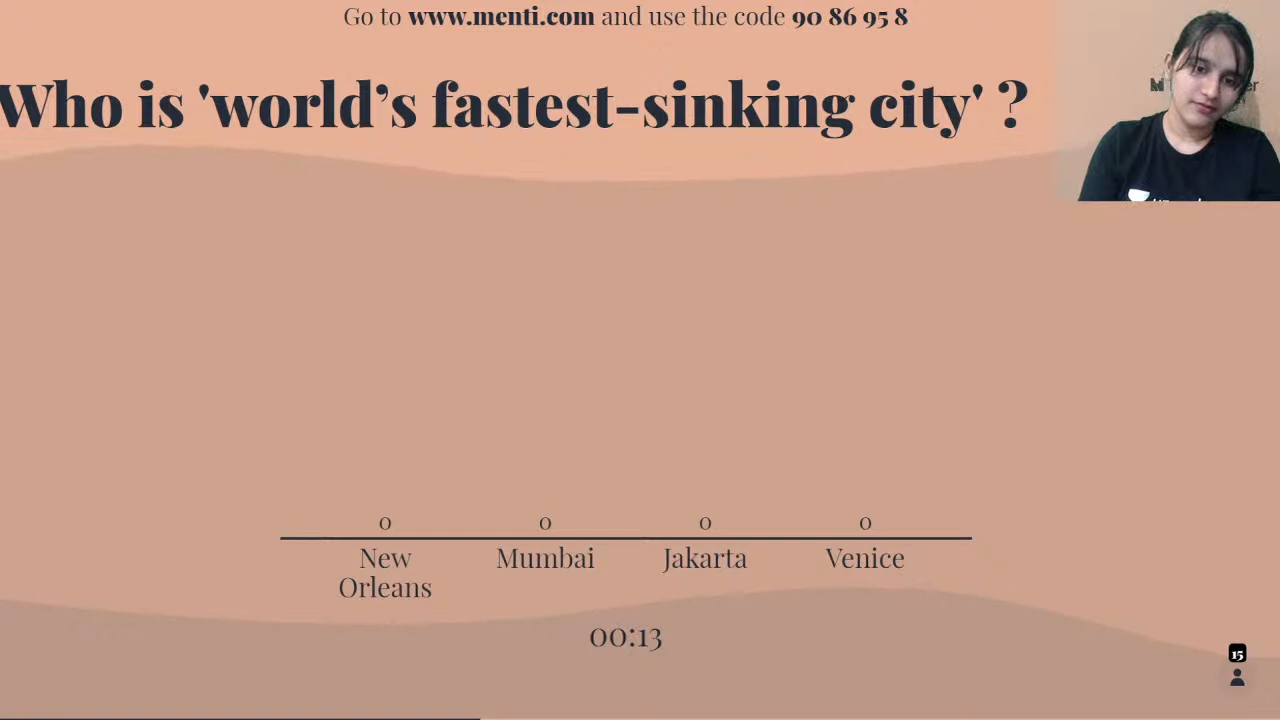 Go to www.menti.com and use the code 90 86 95 8
Who is 'world’s fastest-sinking city' ?
0 0 0 0
New Orleans Mumbai Jakarta Venice
00:13
15